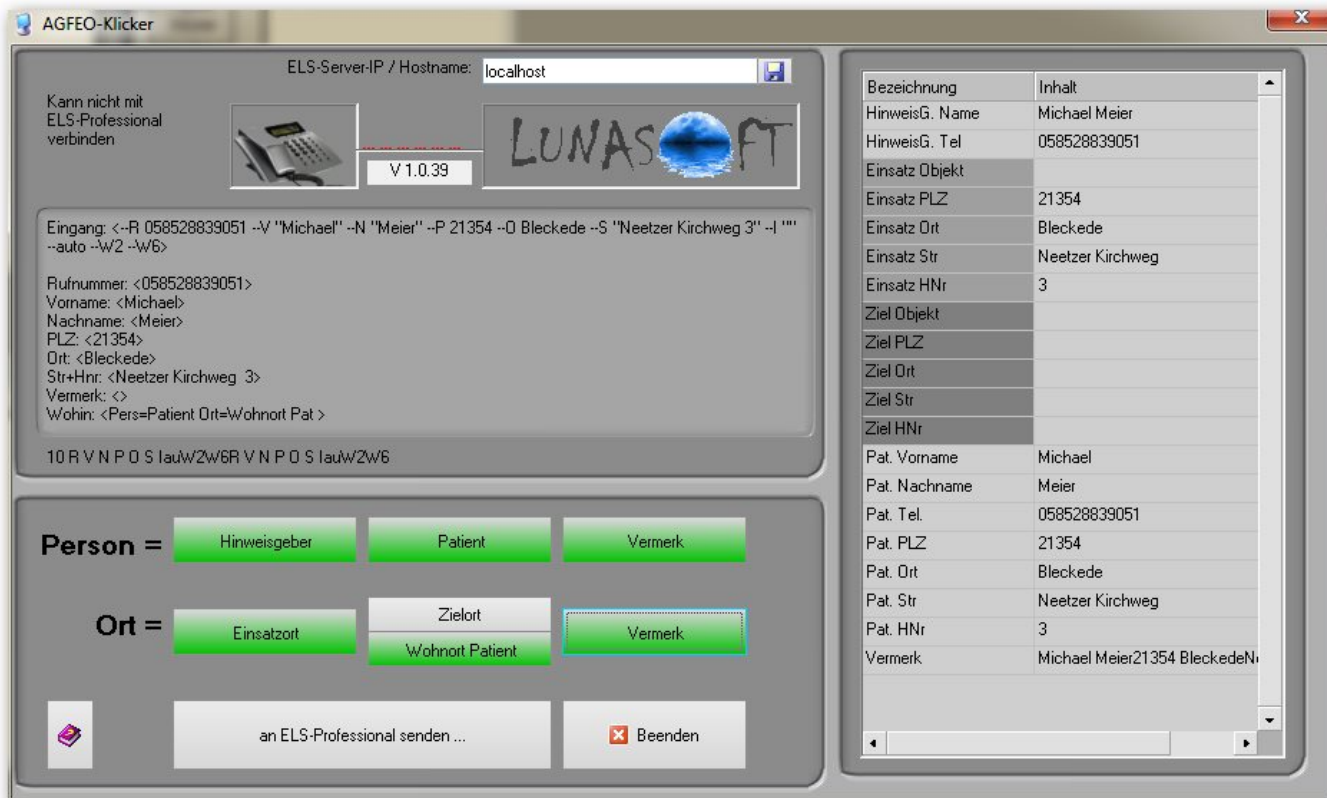 AGFEO-Klicker
ELS-Server-IP / Hostname: localhost
Kann nicht mit
ELS-Professional
verbinden
V 1.0.39
LUNASOFT
Eingang: <--R 058528839051 --V "Michael" --N "Meier" --P 21354 --O Bleckede --S "Neetzer Kirchweg 3" --I ""
--auto --W2 --W6>
Rufnummer: <058528839051>
Vorname: <Michael>
Nachname: <Meier>
PLZ: <21354>
Ort: <Bleckede>
Str+Hnr: <Neetzer Kirchweg  3>
Vermerk: <>
Wohin: <Pers=Patient Ort=Wohnort Pat >
10 R V N P O S IauW2W6R V N P O S IauW2W6
Person = Hinweisgeber Patient Vermerk
Ort = Einsatzort Zielort Wohnort Patient Vermerk
an ELS-Professional senden ... Beenden
Bezeichnung Inhalt
HinweisG. Name Michael Meier
HinweisG. Tel 058528839051
Einsatz Objekt
Einsatz PLZ 21354
Einsatz Ort Bleckede
Einsatz Str Neetzer Kirchweg
Einsatz HNr 3
Ziel Objekt
Ziel PLZ
Ziel Ort
Ziel Str
Ziel HNr
Pat. Vorname Michael
Pat. Nachname Meier
Pat. Tel. 058528839051
Pat. PLZ 21354
Pat. Ort Bleckede
Pat. Str Neetzer Kirchweg
Pat. HNr 3
Vermerk Michael Meier21354 BleckedeN